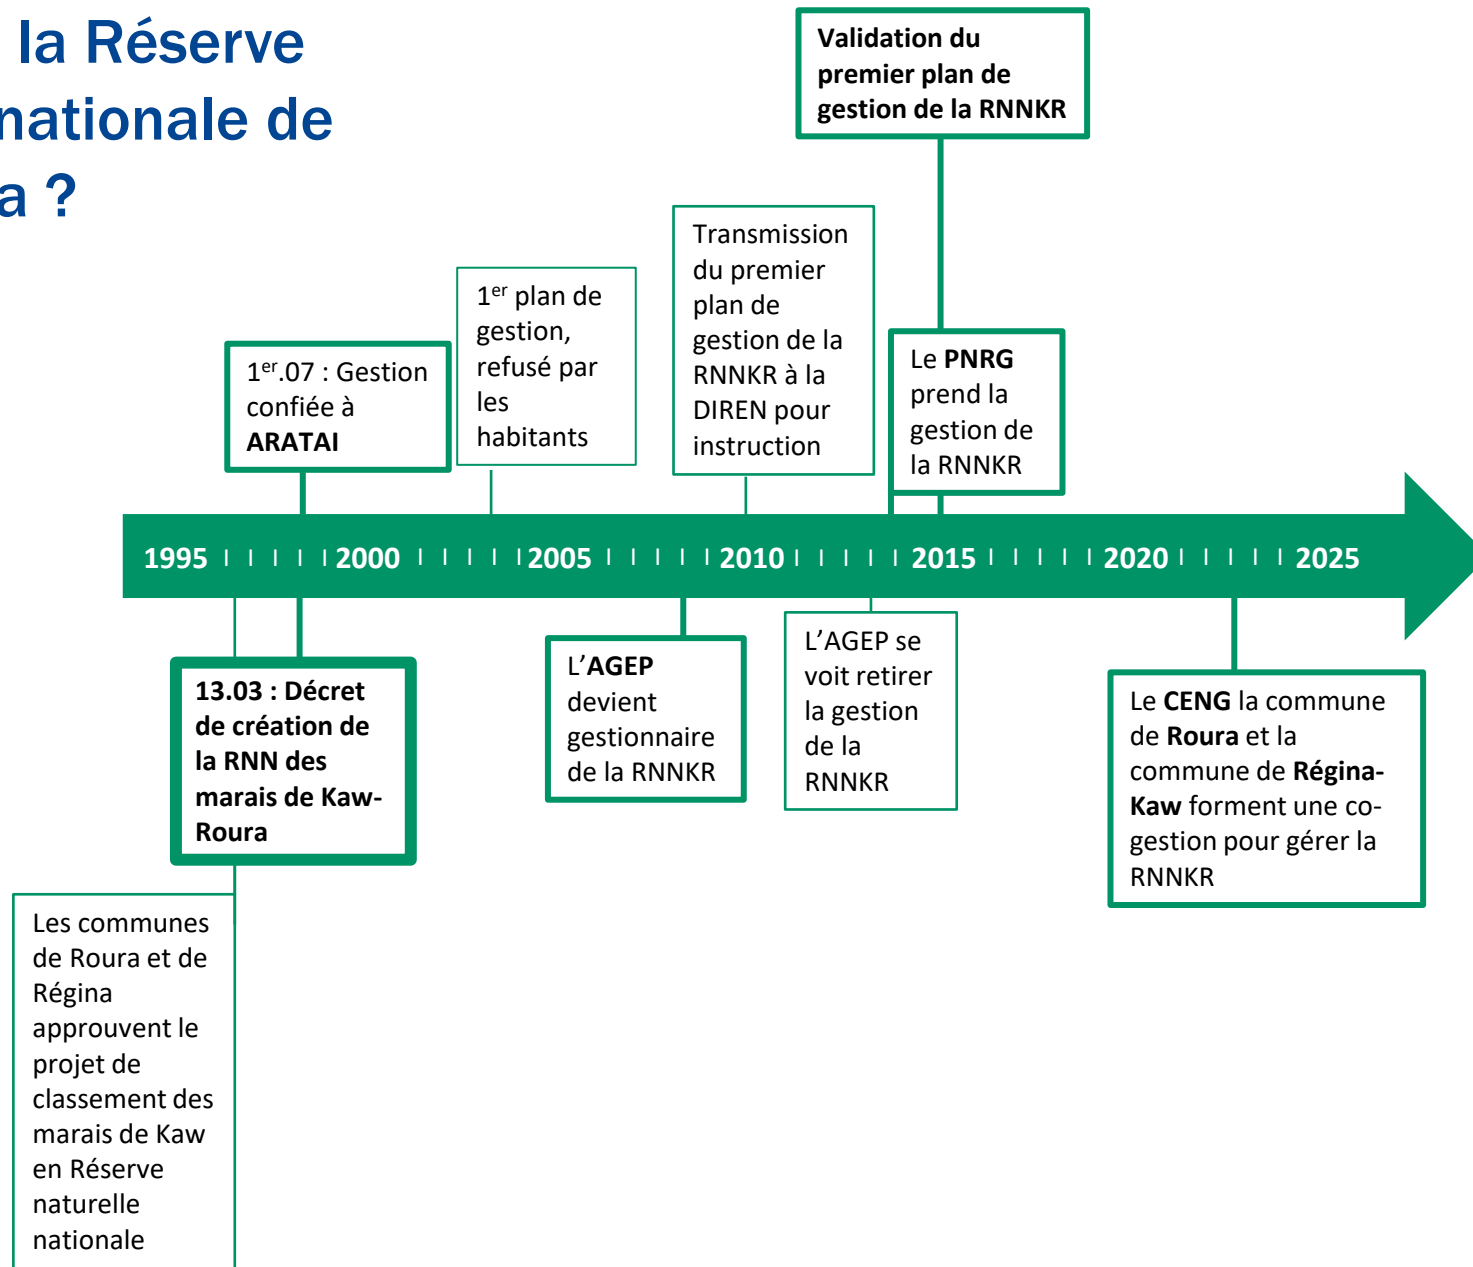 la Réserve
nationale de
a ?
Validation du
premier plan de
gestion de la RNNKR
Transmission
du premier
plan de
gestion de la
RNNKR à la
DIREN pour
instruction
1er plan de
gestion,
refusé par
les
habitants
1er.07 : Gestion
confiée à
ARATAI
Le PNRG
prend la
gestion de
la RNNKR
1995 2000 2005 2010 2015 2020 2025
13.03 : Décret
de création de
la RNN des
marais de Kaw-
Roura
L'AGEP
devient
gestionnaire
de la RNNKR
L'AGEP se
voit retirer
la gestion
de la
RNNKR
Le CENG la commune
de Roura et la
commune de Régina-
Kaw forment une co-
gestion pour gérer la
RNNKR
Les communes
de Roura et de
Régina
approuvent le
projet de
classement des
marais de Kaw
en Réserve
naturelle
nationale